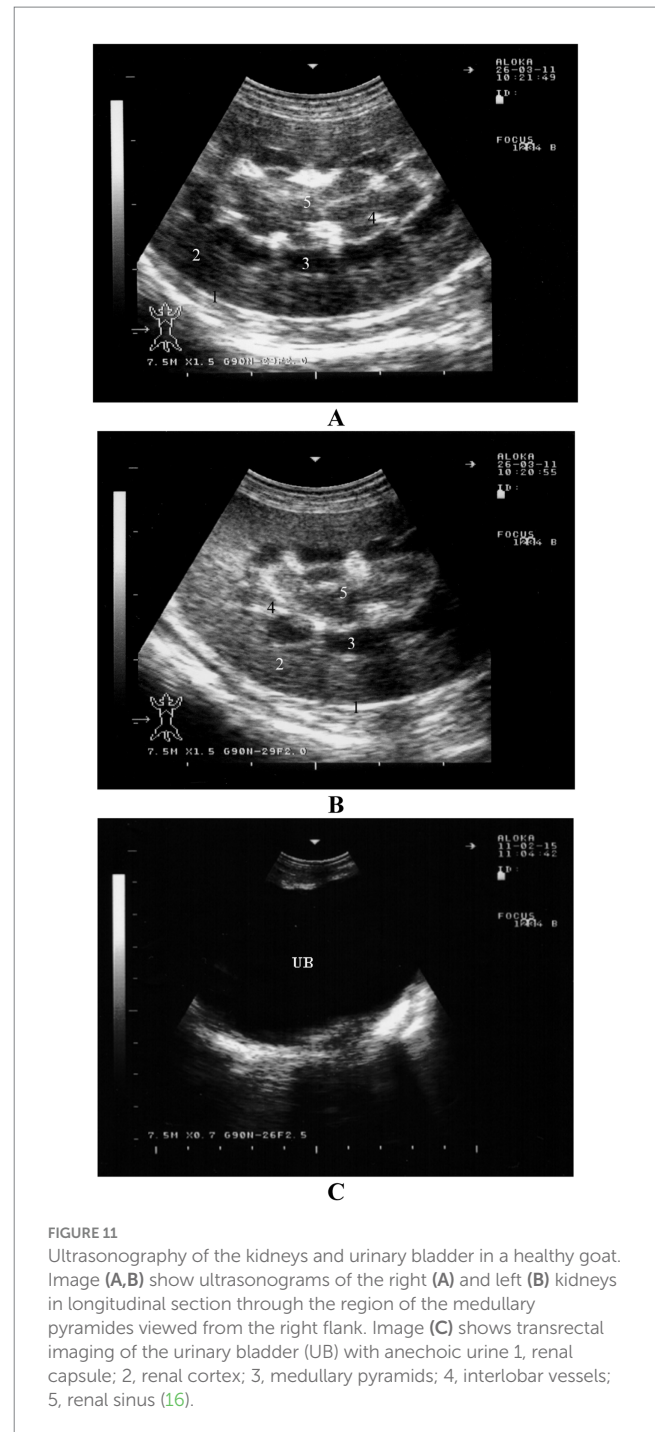 ALOKA
26-03-11
10:21:49
ID:
FOCUS
5
4
2
3
1
7.5M X1.5 G90N-29F2.0
A
ALOKA
26-03-11
10:20:55
ID:
FOCUS
5
4
3
2
1
7.5M X1.5 G90N-29F2.0
B
ALOKA
11-02-15
11:04:42
ID:
FOCUS
UB
7.5M X0.7 G90N-26F2.5
C
FIGURE 11
Ultrasonography of the kidneys and urinary bladder in a healthy goat.
Image (A,B) show ultrasonograms of the right (A) and left (B) kidneys
in longitudinal section through the region of the medullary
pyramides viewed from the right flank. Image (C) shows transrectal
imaging of the urinary bladder (UB) with anechoic urine 1, renal
capsule; 2, renal cortex; 3, medullary pyramids; 4, interlobar vessels;
5, renal sinus (16).